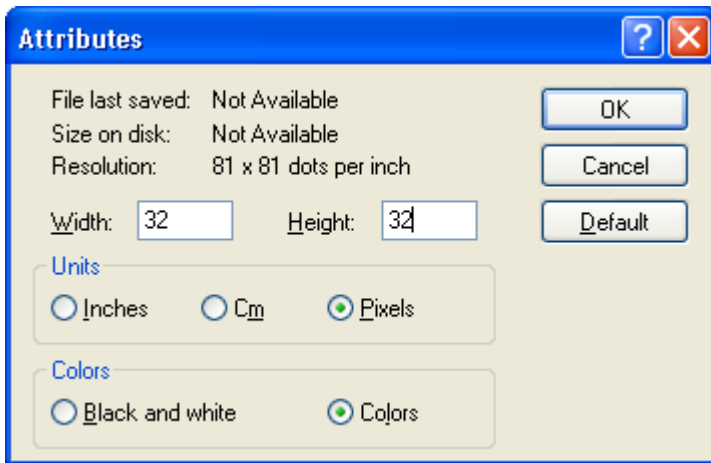 Attributes
File last saved: Not Available
OK
Size on disk: Not Available
Resolution: 81 x 81 dots per inch
Cancel
Width: 32 Height: 32
Default
Units
Inches Cm Pixels
Colors
Black and white Colors